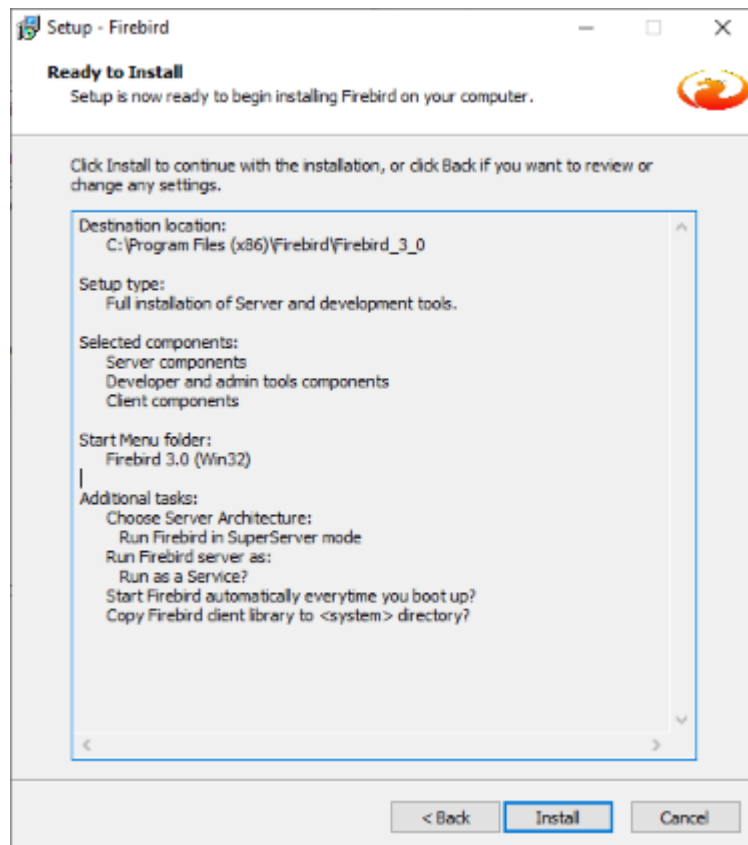 Setup - Firebird
Ready to Install
Setup is now ready to begin installing Firebird on your computer.
Click Install to continue with the installation, or click Back if you want to review or
change any settings.
Destination location:
C:\Program Files (x86)\Firebird\Firebird_3_0
Setup type:
Full installation of Server and development tools.
Selected components:
Server components
Developer and admin tools components
Client components
Start Menu folder:
Firebird 3.0 (Win32)
Additional tasks:
Choose Server Architecture:
Run Firebird in SuperServer mode
Run Firebird server as:
Run as a Service?
Start Firebird automatically everytime you boot up?
Copy Firebird client library to <system> directory?
< Back Install Cancel